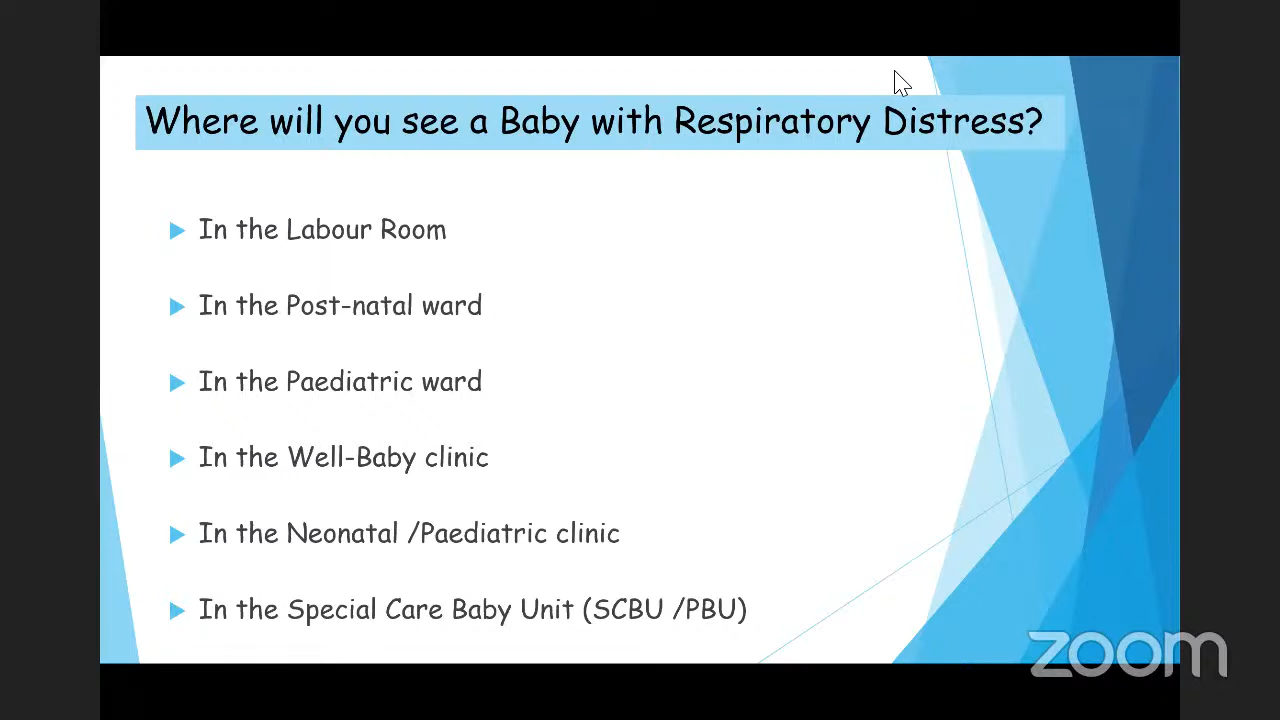 Where will you see a Baby with Respiratory Distress?
In the Labour Room
In the Post-natal ward
In the Paediatric ward
In the Well-Baby clinic
In the Neonatal /Paediatric clinic
In the Special Care Baby Unit (SCBU /PBU)
zoom